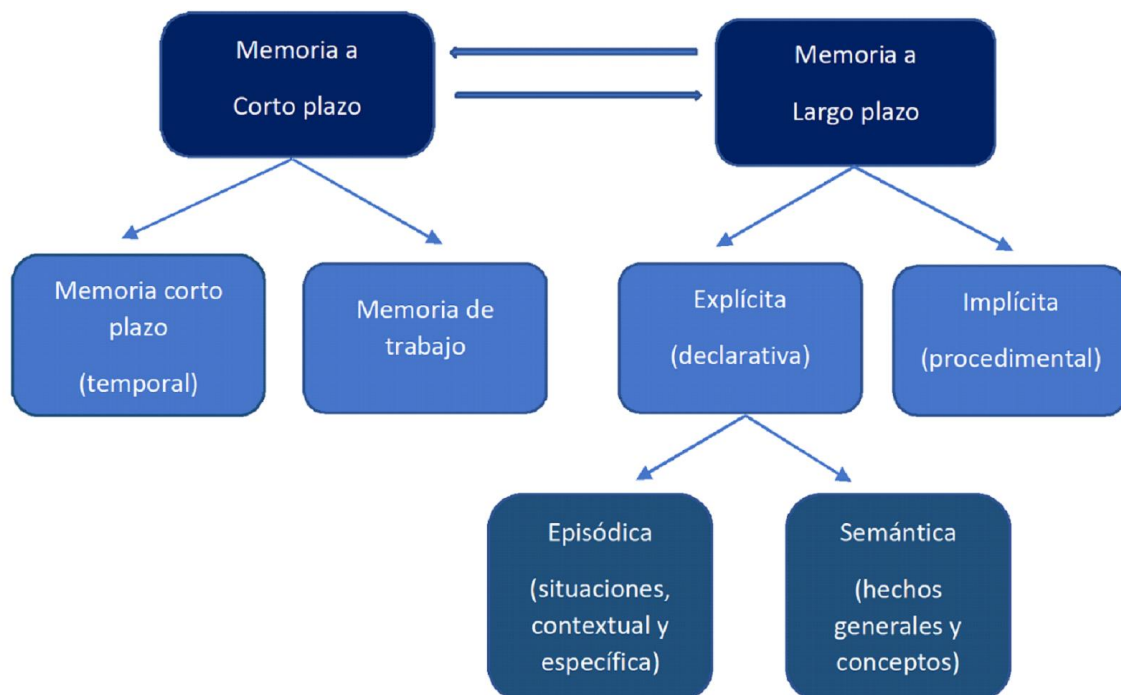 Memoria a
Corto plazo
Memoria a
Largo plazo
Memoria corto
plazo
(temporal)
Memoria de
trabajo
Explícita
(declarativa)
Implícita
(procedimental)
Episódica
(situaciones,
contextual y
específica)
Semántica
(hechos
generales y
conceptos)